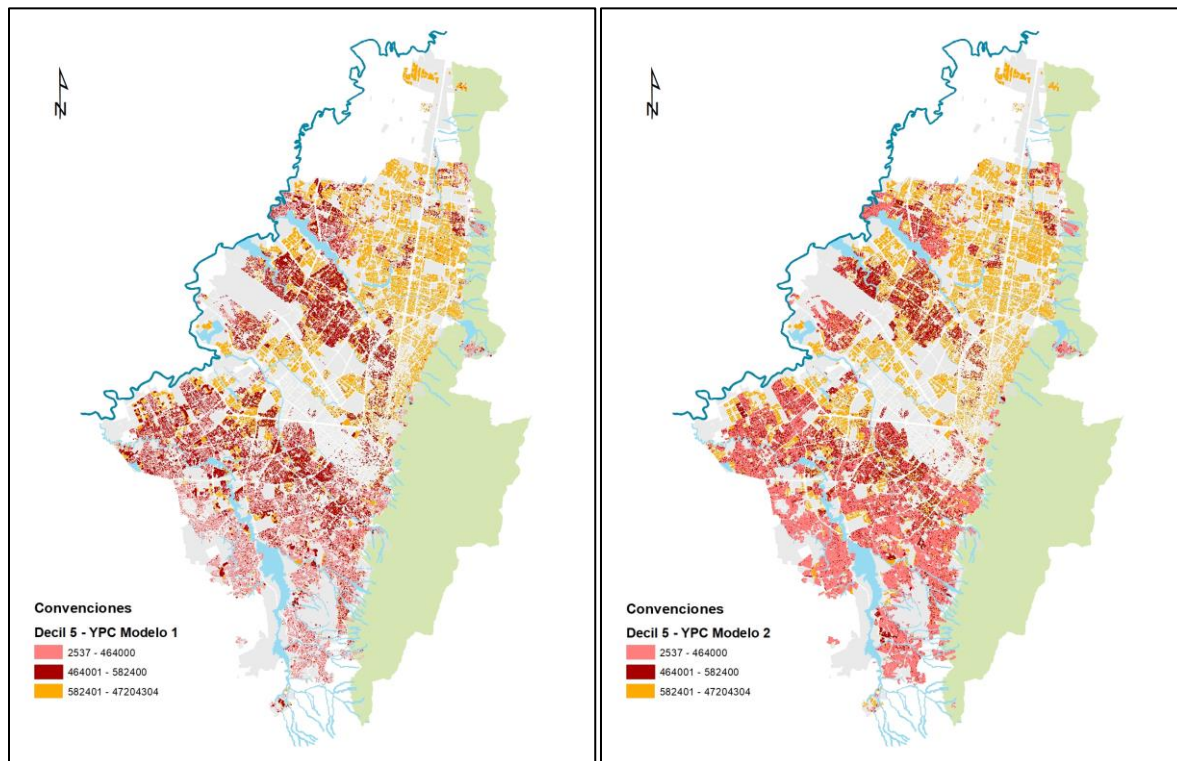 N
Convenciones
Decil 5 - YPC Modelo 1
2537 - 464000
464001 - 582400
582401 - 47204304
N
Convenciones
Decil 5 - YPC Modelo 2
2537 - 464000
464001 - 582400
582401 - 47204304